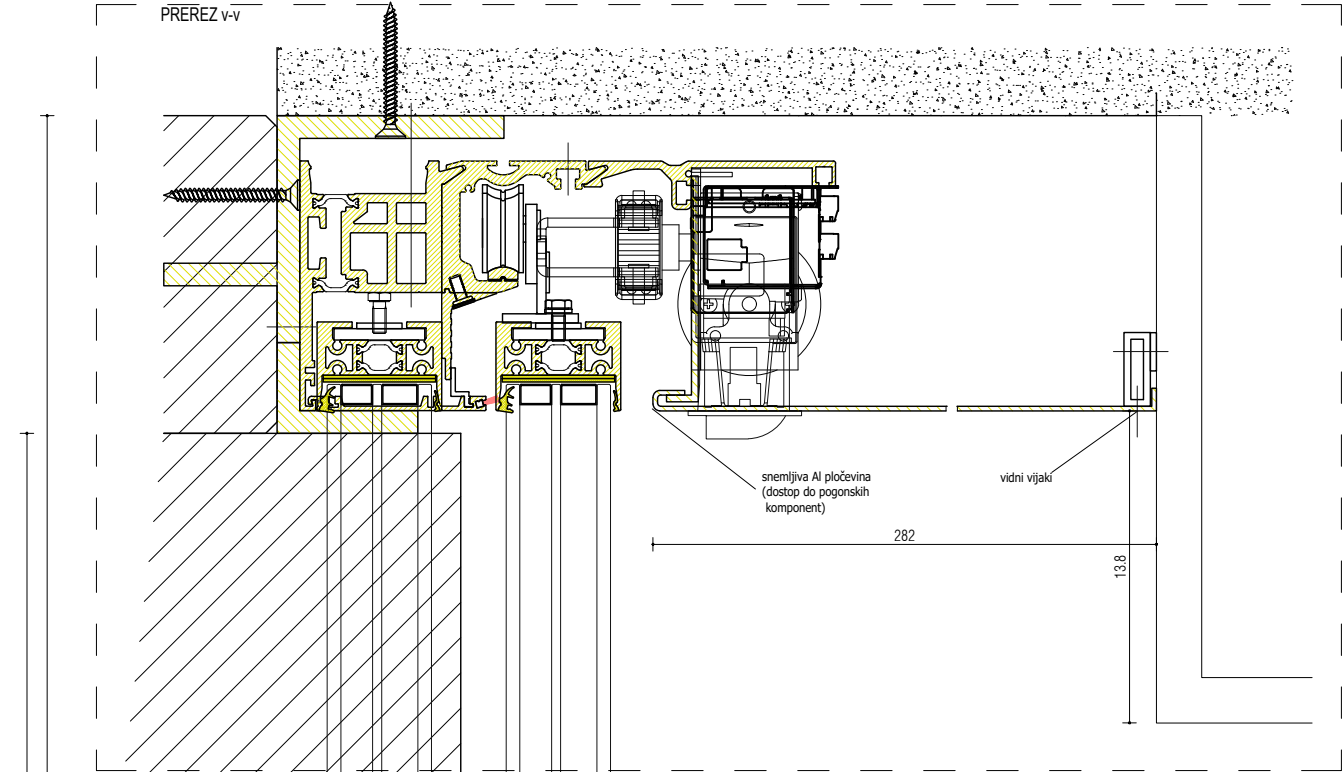 PREREZ v-v
snemljiva Al pločevina
(dostop do pogonskih
komponent)
vidni vijaki
282
13.8